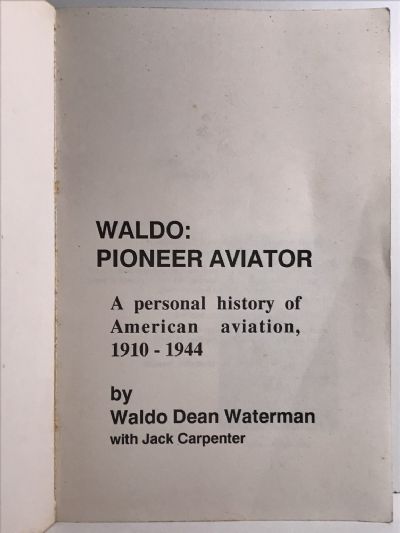 WALDO:
PIONEER AVIATOR
A personal history of
American aviation,
1910 - 1944
by
Waldo Dean Waterman
with Jack Carpenter